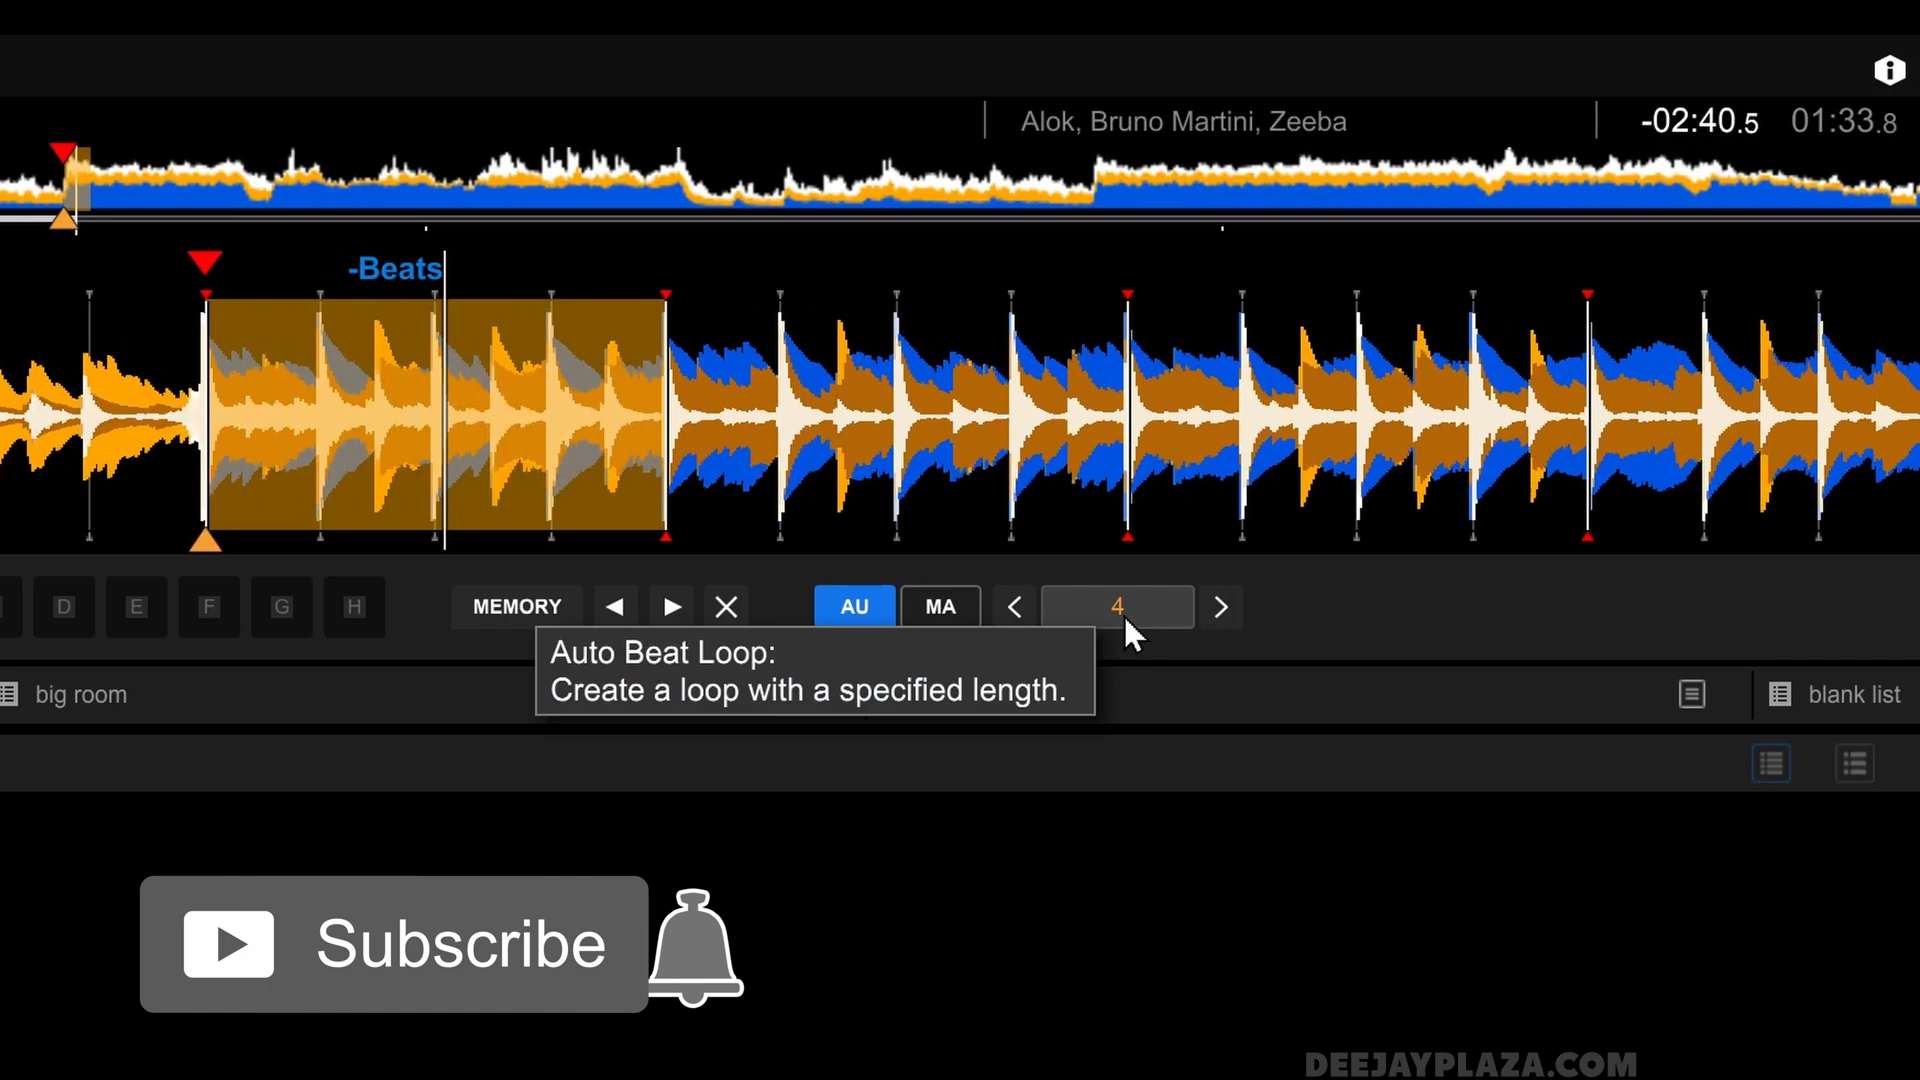 Alok, Bruno Martini, Zeeba
-02:40.5 01:33.8
-Beats
D E F G H
MEMORY
AU MA 4
Auto Beat Loop:
Create a loop with a specified length.
big room
blank list
Subscribe
DEEJAYPLAZA.COM